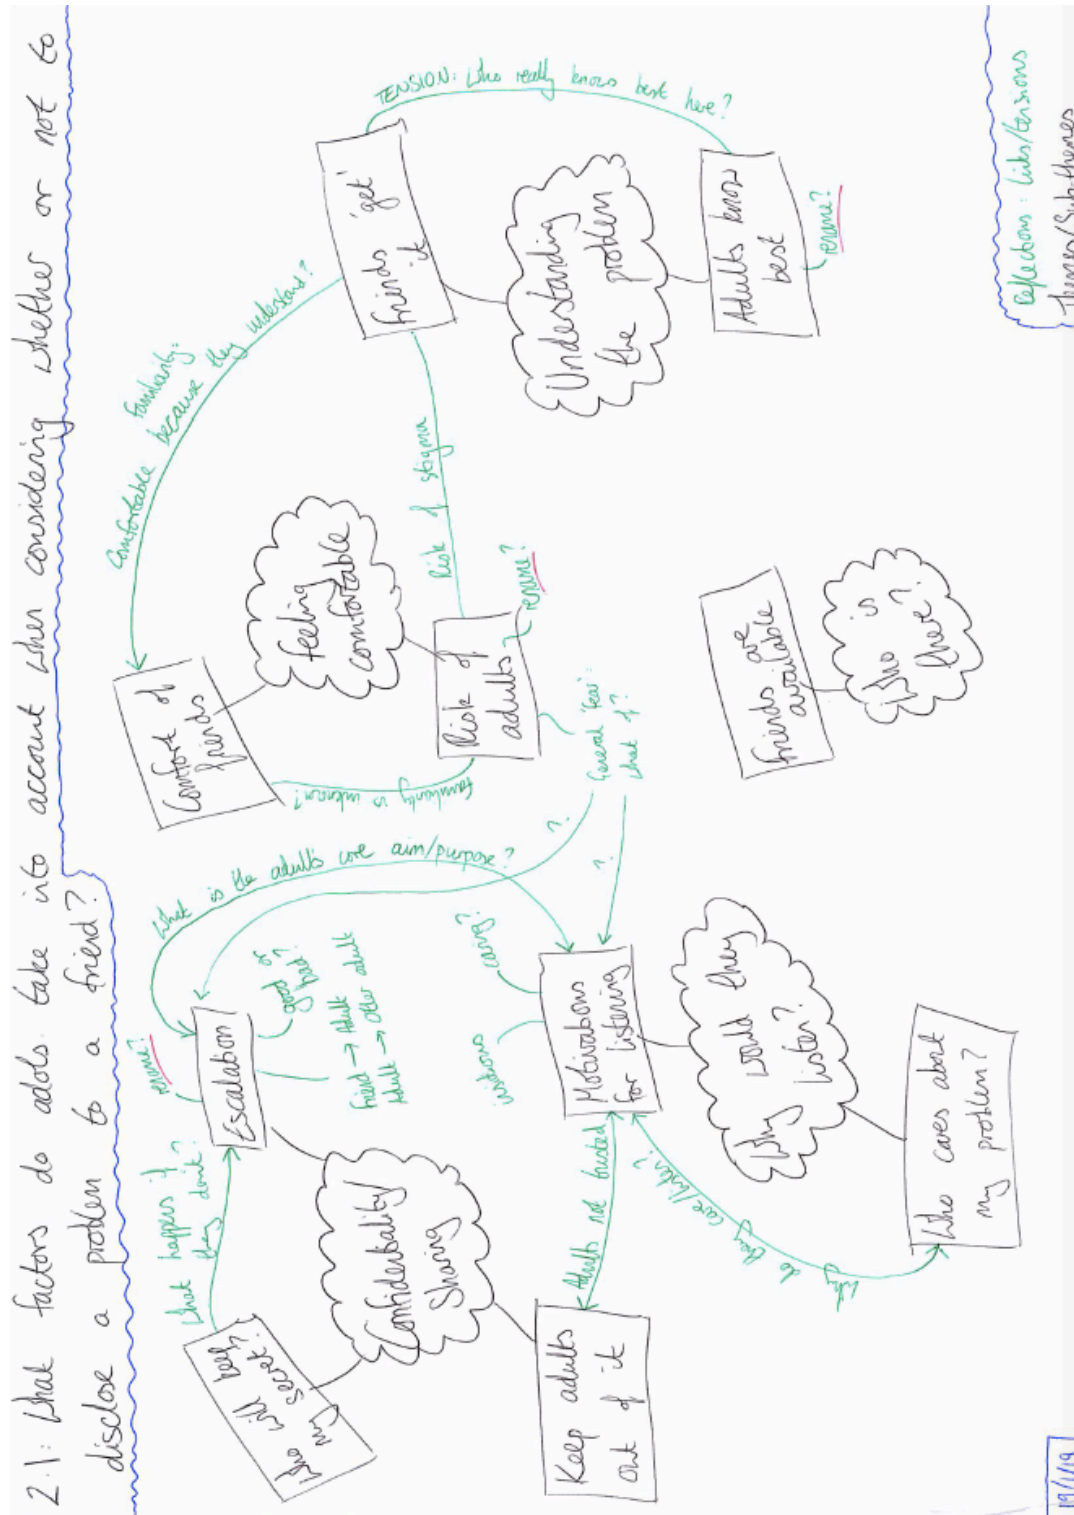 2.1: What factors do adols. take into account when considering whether or not to
disclose a problem to a friend?
Who will keep
my secret?
What happens if
they don't?
rename?
Escalation
good or
bad?
Friend → Adult
Adult → Other adult
Confidentiality/
Sharing
Keep adults
out of it
Adults not trusted
What is the adult's core aim/purpose?
Motivations
for listening
caring?
Why would they
listen?
Why do they care/listen?
Who cares about
my problem?
Comfort of
friends
Feeling
comfortable
Risk of
adults
rename?
Familiarity is unknown?
General 'fear':
what of?
?
?
Familiarity:
Comfortable because they understand?
Risk of stigma
Friends 'get'
it
Understanding
the problem
Adults know
best
rename?
TENSION: Who really knows best here?
Friends are
available
Who is
there?
reflections: links/tensions
Themes/Subthemes
19/1/19